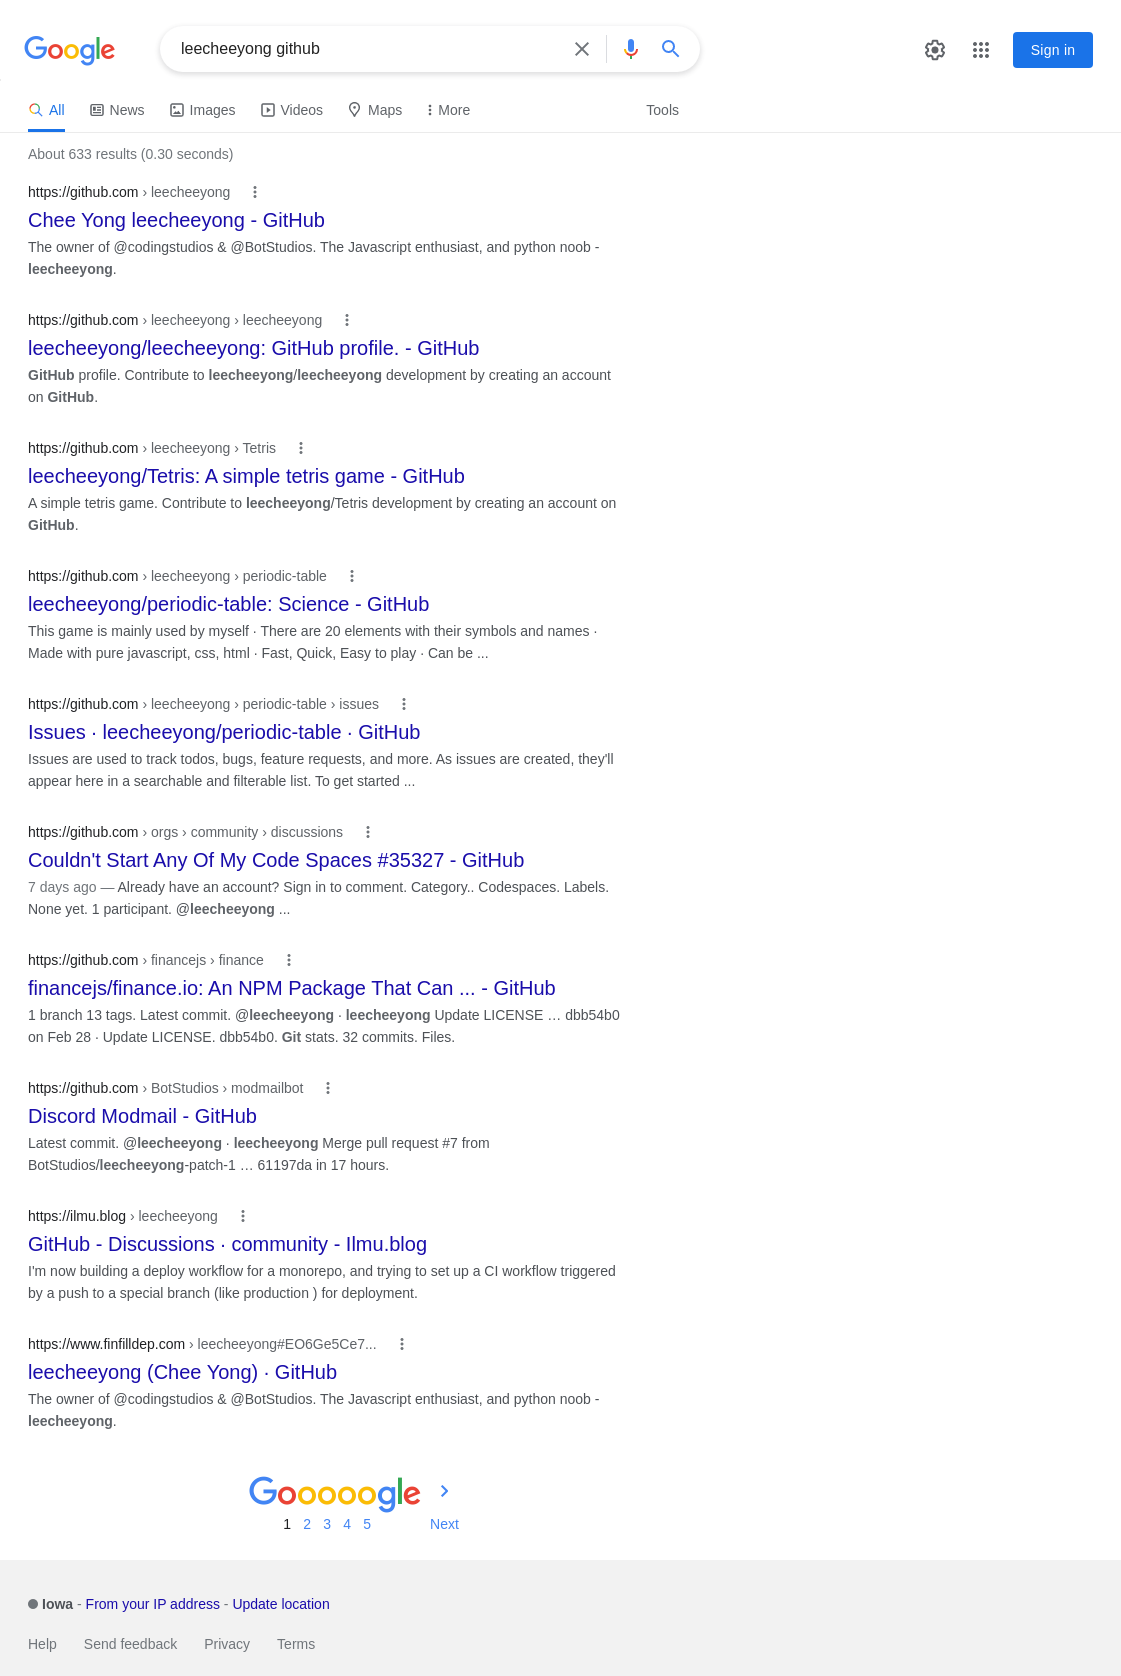 Google
leecheeyong github
Sign in
All News Images Videos Maps More Tools
About 633 results (0.30 seconds)
https://github.com › leecheeyong
Chee Yong leecheeyong - GitHub
The owner of @codingstudios & @BotStudios. The Javascript enthusiast, and python noob -
leecheeyong.
https://github.com › leecheeyong › leecheeyong
leecheeyong/leecheeyong: GitHub profile. - GitHub
GitHub profile. Contribute to leecheeyong/leecheeyong development by creating an account
on GitHub.
https://github.com › leecheeyong › Tetris
leecheeyong/Tetris: A simple tetris game - GitHub
A simple tetris game. Contribute to leecheeyong/Tetris development by creating an account on
GitHub.
https://github.com › leecheeyong › periodic-table
leecheeyong/periodic-table: Science - GitHub
This game is mainly used by myself · There are 20 elements with their symbols and names ·
Made with pure javascript, css, html · Fast, Quick, Easy to play · Can be ...
https://github.com › leecheeyong › periodic-table › issues
Issues · leecheeyong/periodic-table · GitHub
Issues are used to track todos, bugs, feature requests, and more. As issues are created, they'll
appear here in a searchable and filterable list. To get started ...
https://github.com › orgs › community › discussions
Couldn't Start Any Of My Code Spaces #35327 - GitHub
7 days ago — Already have an account? Sign in to comment. Category.. Codespaces. Labels.
None yet. 1 participant. @leecheeyong ...
https://github.com › financejs › finance
financejs/finance.io: An NPM Package That Can ... - GitHub
1 branch 13 tags. Latest commit. @leecheeyong · leecheeyong Update LICENSE … dbb54b0
on Feb 28 · Update LICENSE. dbb54b0. Git stats. 32 commits. Files.
https://github.com › BotStudios › modmailbot
Discord Modmail - GitHub
Latest commit. @leecheeyong · leecheeyong Merge pull request #7 from
BotStudios/leecheeyong-patch-1 … 61197da in 17 hours.
https://ilmu.blog › leecheeyong
GitHub - Discussions · community - Ilmu.blog
I'm now building a deploy workflow for a monorepo, and trying to set up a CI workflow triggered
by a push to a special branch (like production ) for deployment.
https://www.finfilldep.com › leecheeyong#EO6Ge5Ce7...
leecheeyong (Chee Yong) · GitHub
The owner of @codingstudios & @BotStudios. The Javascript enthusiast, and python noob -
leecheeyong.
Gooooogle
1 2 3 4 5 Next
Iowa - From your IP address - Update location
Help Send feedback Privacy Terms